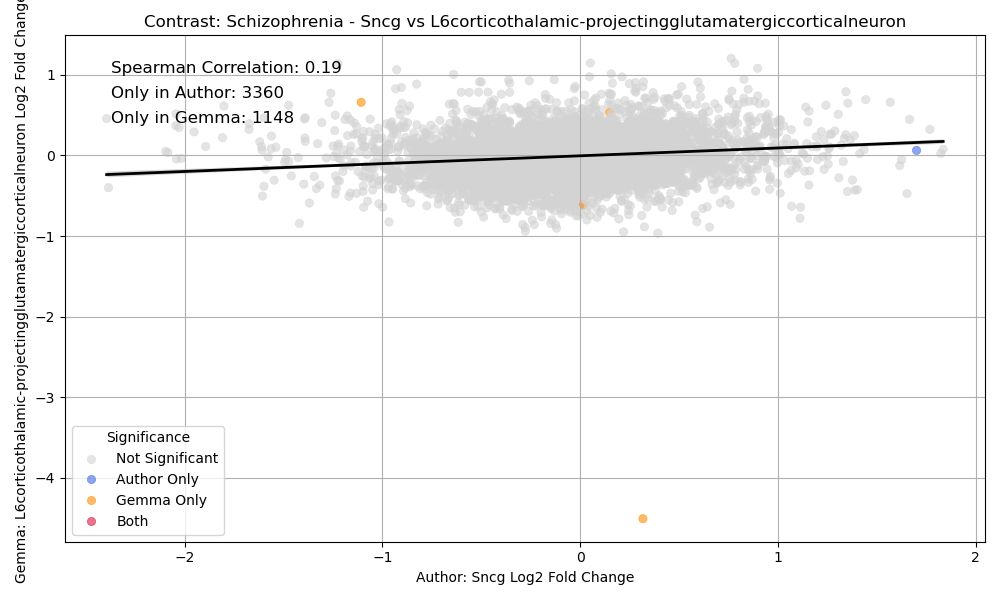 Contrast: Schizophrenia - Sncg vs L6corticothalamic-projectingglutamatergiccorticalneuron
Spearman Correlation: 0.19
Only in Author: 3360
Only in Gemma: 1148
1
0
−1
−2
−3
−4
Gemma: L6corticothalamic-projectingglutamatergiccorticalneuron Log2 Fold Change
Significance
Not Significant
Author Only
Gemma Only
Both
−2
−1
0
1
2
Author: Sncg Log2 Fold Change